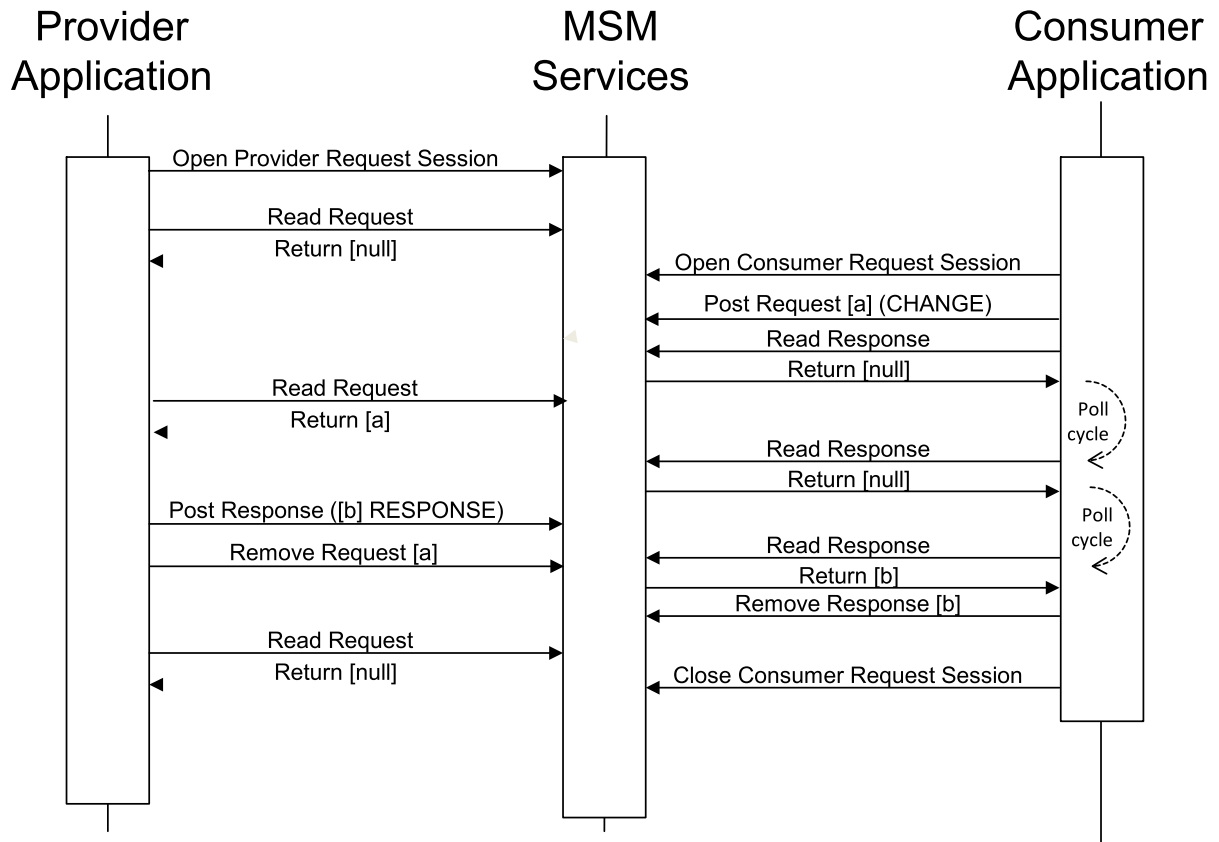 Provider
Application
MSM
Services
Consumer
Application
Open Provider Request Session
Read Request
Return [null]
Open Consumer Request Session
Post Request [a] (CHANGE)
Read Response
Return [null]
Read Request
Return [a]
Poll
cycle
Read Response
Return [null]
Post Response ([b] RESPONSE)
Poll
cycle
Remove Request [a]
Read Response
Return [b]
Remove Response [b]
Read Request
Return [null]
Close Consumer Request Session